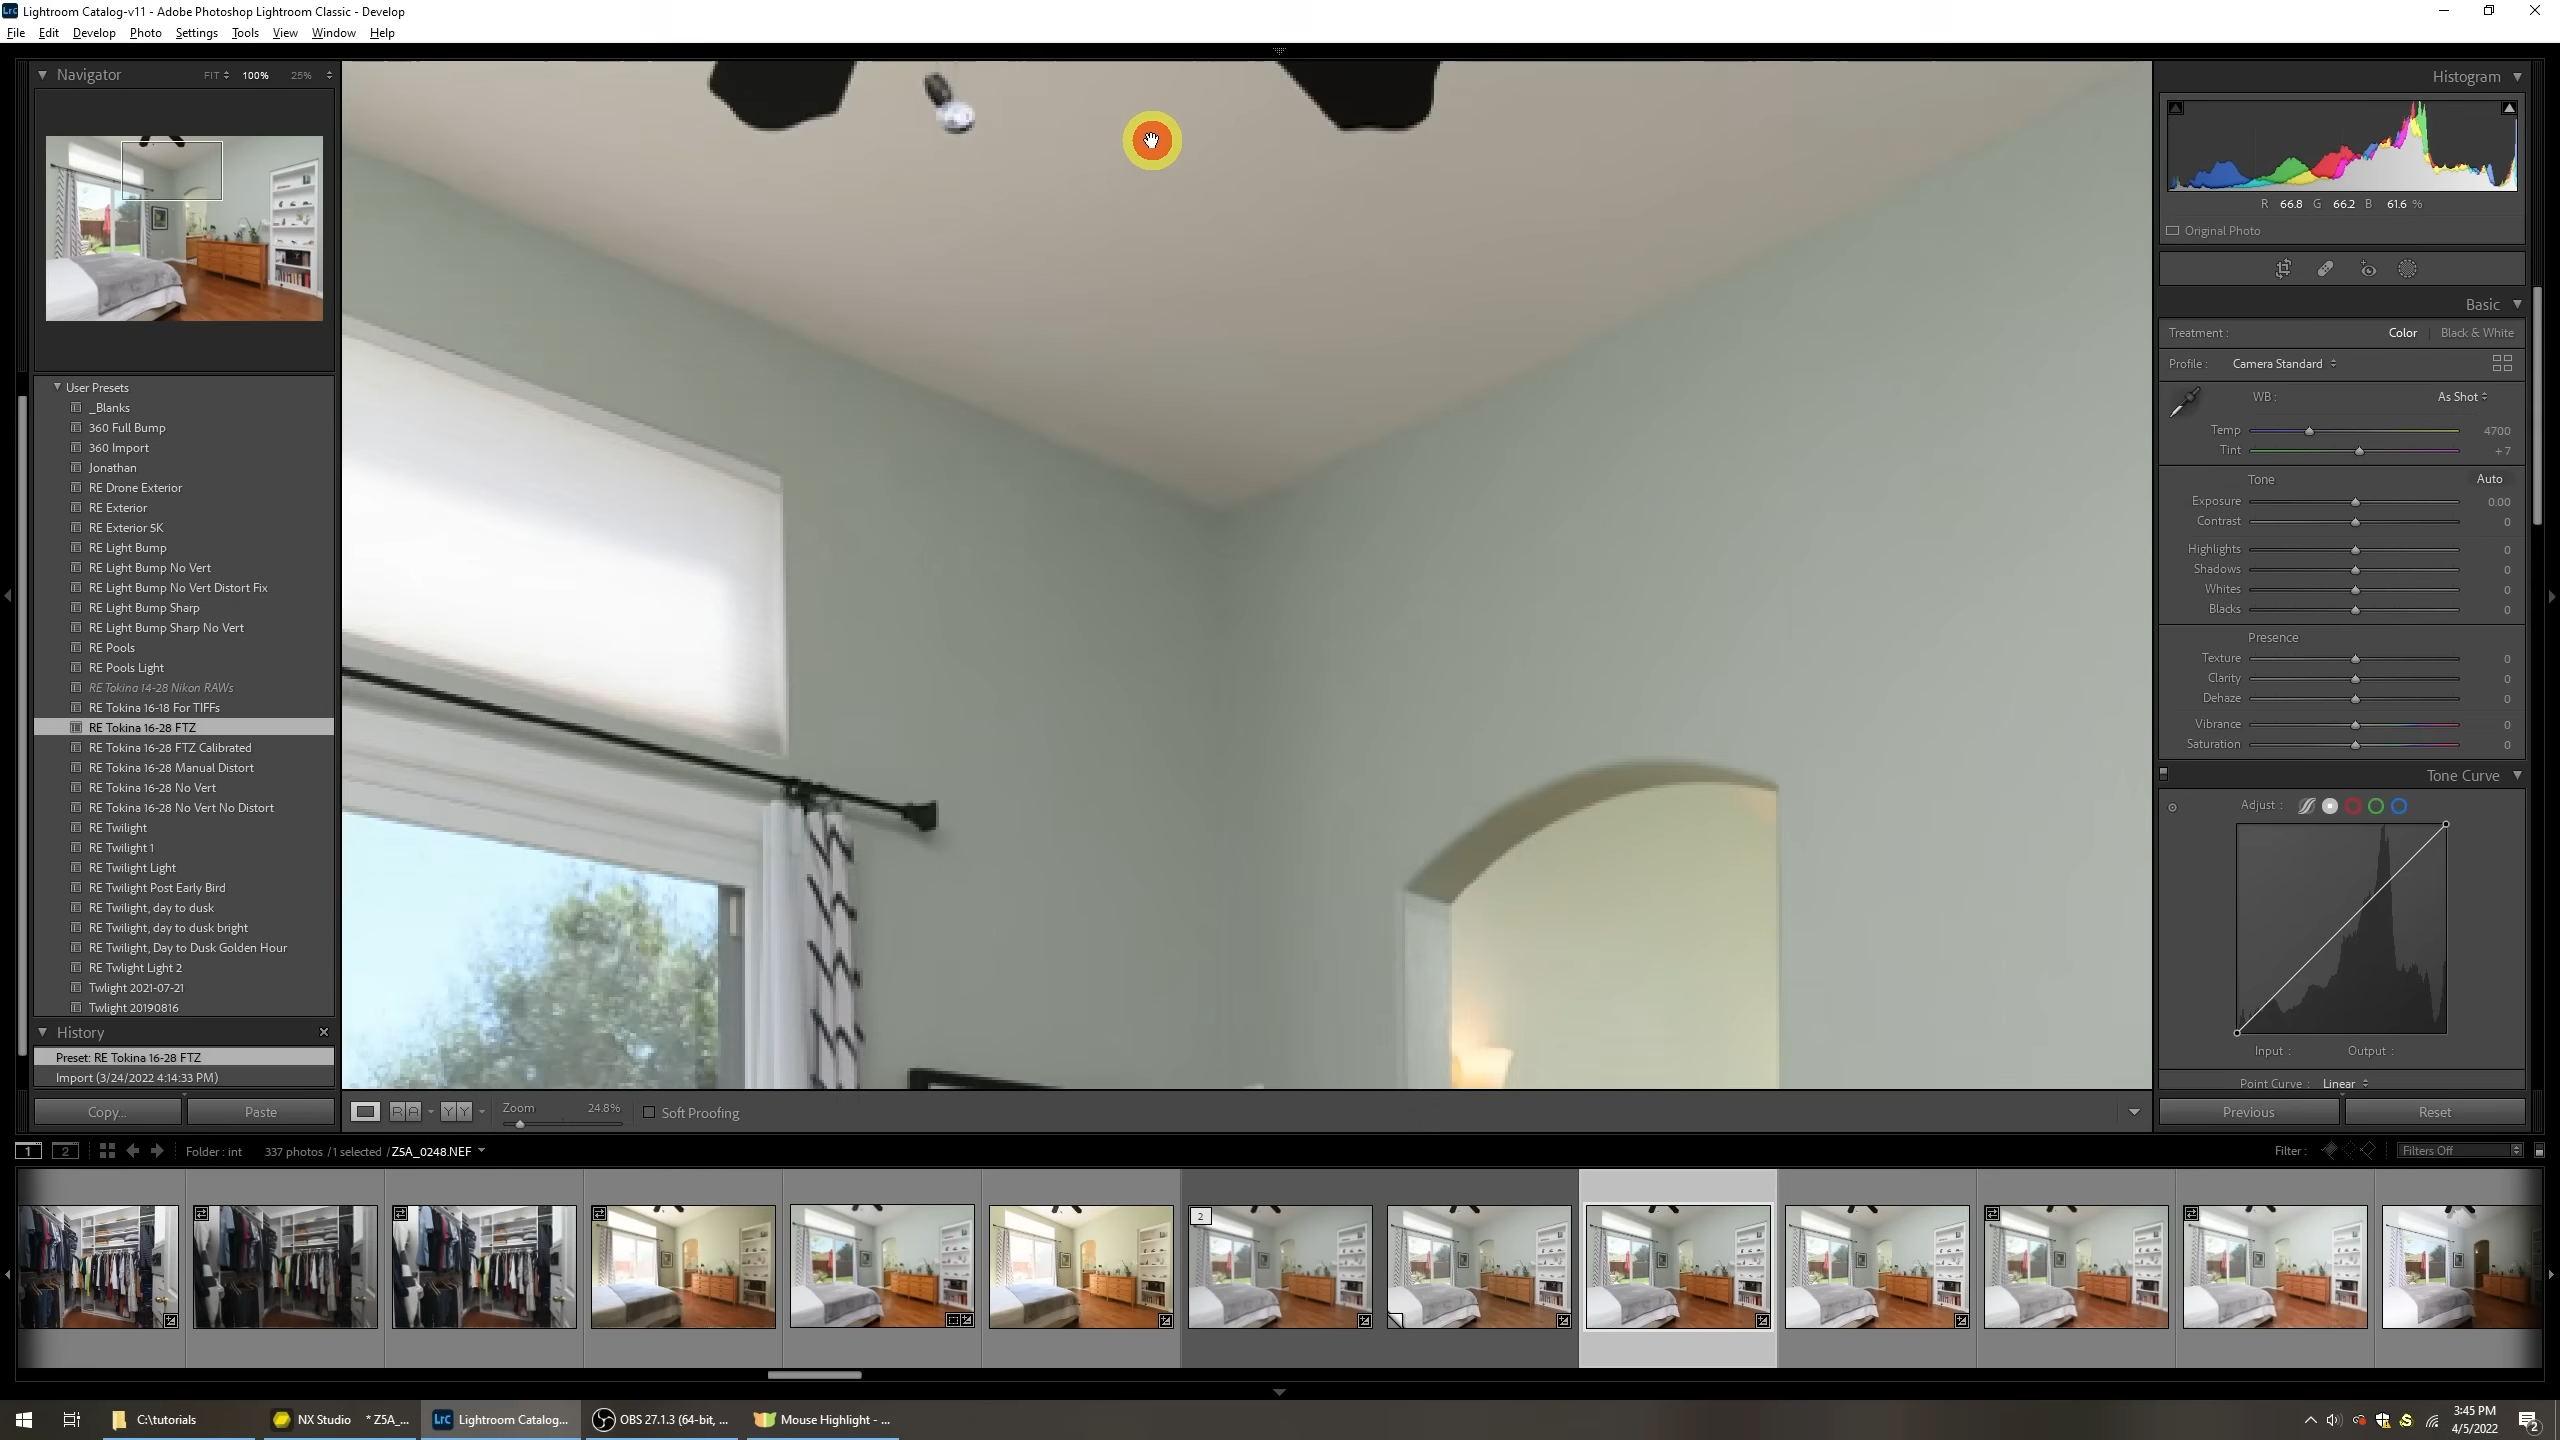 Lightroom Catalog-v11 - Adobe Photoshop Lightroom Classic - Develop
File Edit Develop Photo Settings Tools View Window Help
Navigator FIT 100% 25%
User Presets
_Blanks
360 Full Bump
360 Import
Jonathan
RE Drone Exterior
RE Exterior
RE Exterior 5K
RE Light Bump
RE Light Bump No Vert
RE Light Bump No Vert Distort Fix
RE Light Bump Sharp
RE Light Bump Sharp No Vert
RE Pools
RE Pools Light
RE Tokina 14-28 Nikon RAWs
RE Tokina 16-18 For TIFFs
RE Tokina 16-28 FTZ
RE Tokina 16-28 FTZ Calibrated
RE Tokina 16-28 Manual Distort
RE Tokina 16-28 No Vert
RE Tokina 16-28 No Vert No Distort
RE Twilight
RE Twilight 1
RE Twilight Light
RE Twilight Post Early Bird
RE Twilight, day to dusk
RE Twilight, day to dusk bright
RE Twilight, Day to Dusk Golden Hour
RE Twlight Light 2
Twlight 2021-07-21
Twlight 20190816
History
Preset: RE Tokina 16-28 FTZ
Import (3/24/2022 4:14:33 PM)
Copy... Paste
RA YY Zoom 24.8% Soft Proofing
Histogram
R 66.8 G 66.2 B 61.6 %
Original Photo
Basic
Treatment : Color Black & White
Profile : Camera Standard
WB : As Shot
Temp 4700
Tint + 7
Tone Auto
Exposure 0.00
Contrast 0
Highlights 0
Shadows 0
Whites 0
Blacks 0
Presence
Texture 0
Clarity 0
Dehaze 0
Vibrance 0
Saturation 0
Tone Curve
Adjust :
Input : Output :
Point Curve : Linear
Previous Reset
1 2 Folder : int 337 photos / 1 selected / Z5A_0248.NEF Filter : Filters Off
2
C:\tutorials NX Studio * Z5A_... LrC Lightroom Catalog... OBS 27.1.3 (64-bit, ... Mouse Highlight - ...
3:45 PM
4/5/2022
2